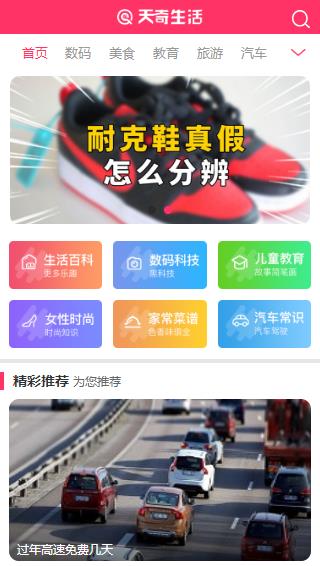 天奇生活
首页 数码 美食 教育 旅游 汽车
耐克鞋真假
怎么分辨
生活百科 数码科技 儿童教育
更多乐趣 黑科技 故事简笔画
女性时尚 家常菜谱 汽车常识
时尚知识 色香味俱全 汽车驾驶
精彩推荐 为您推荐
过年高速免费几天